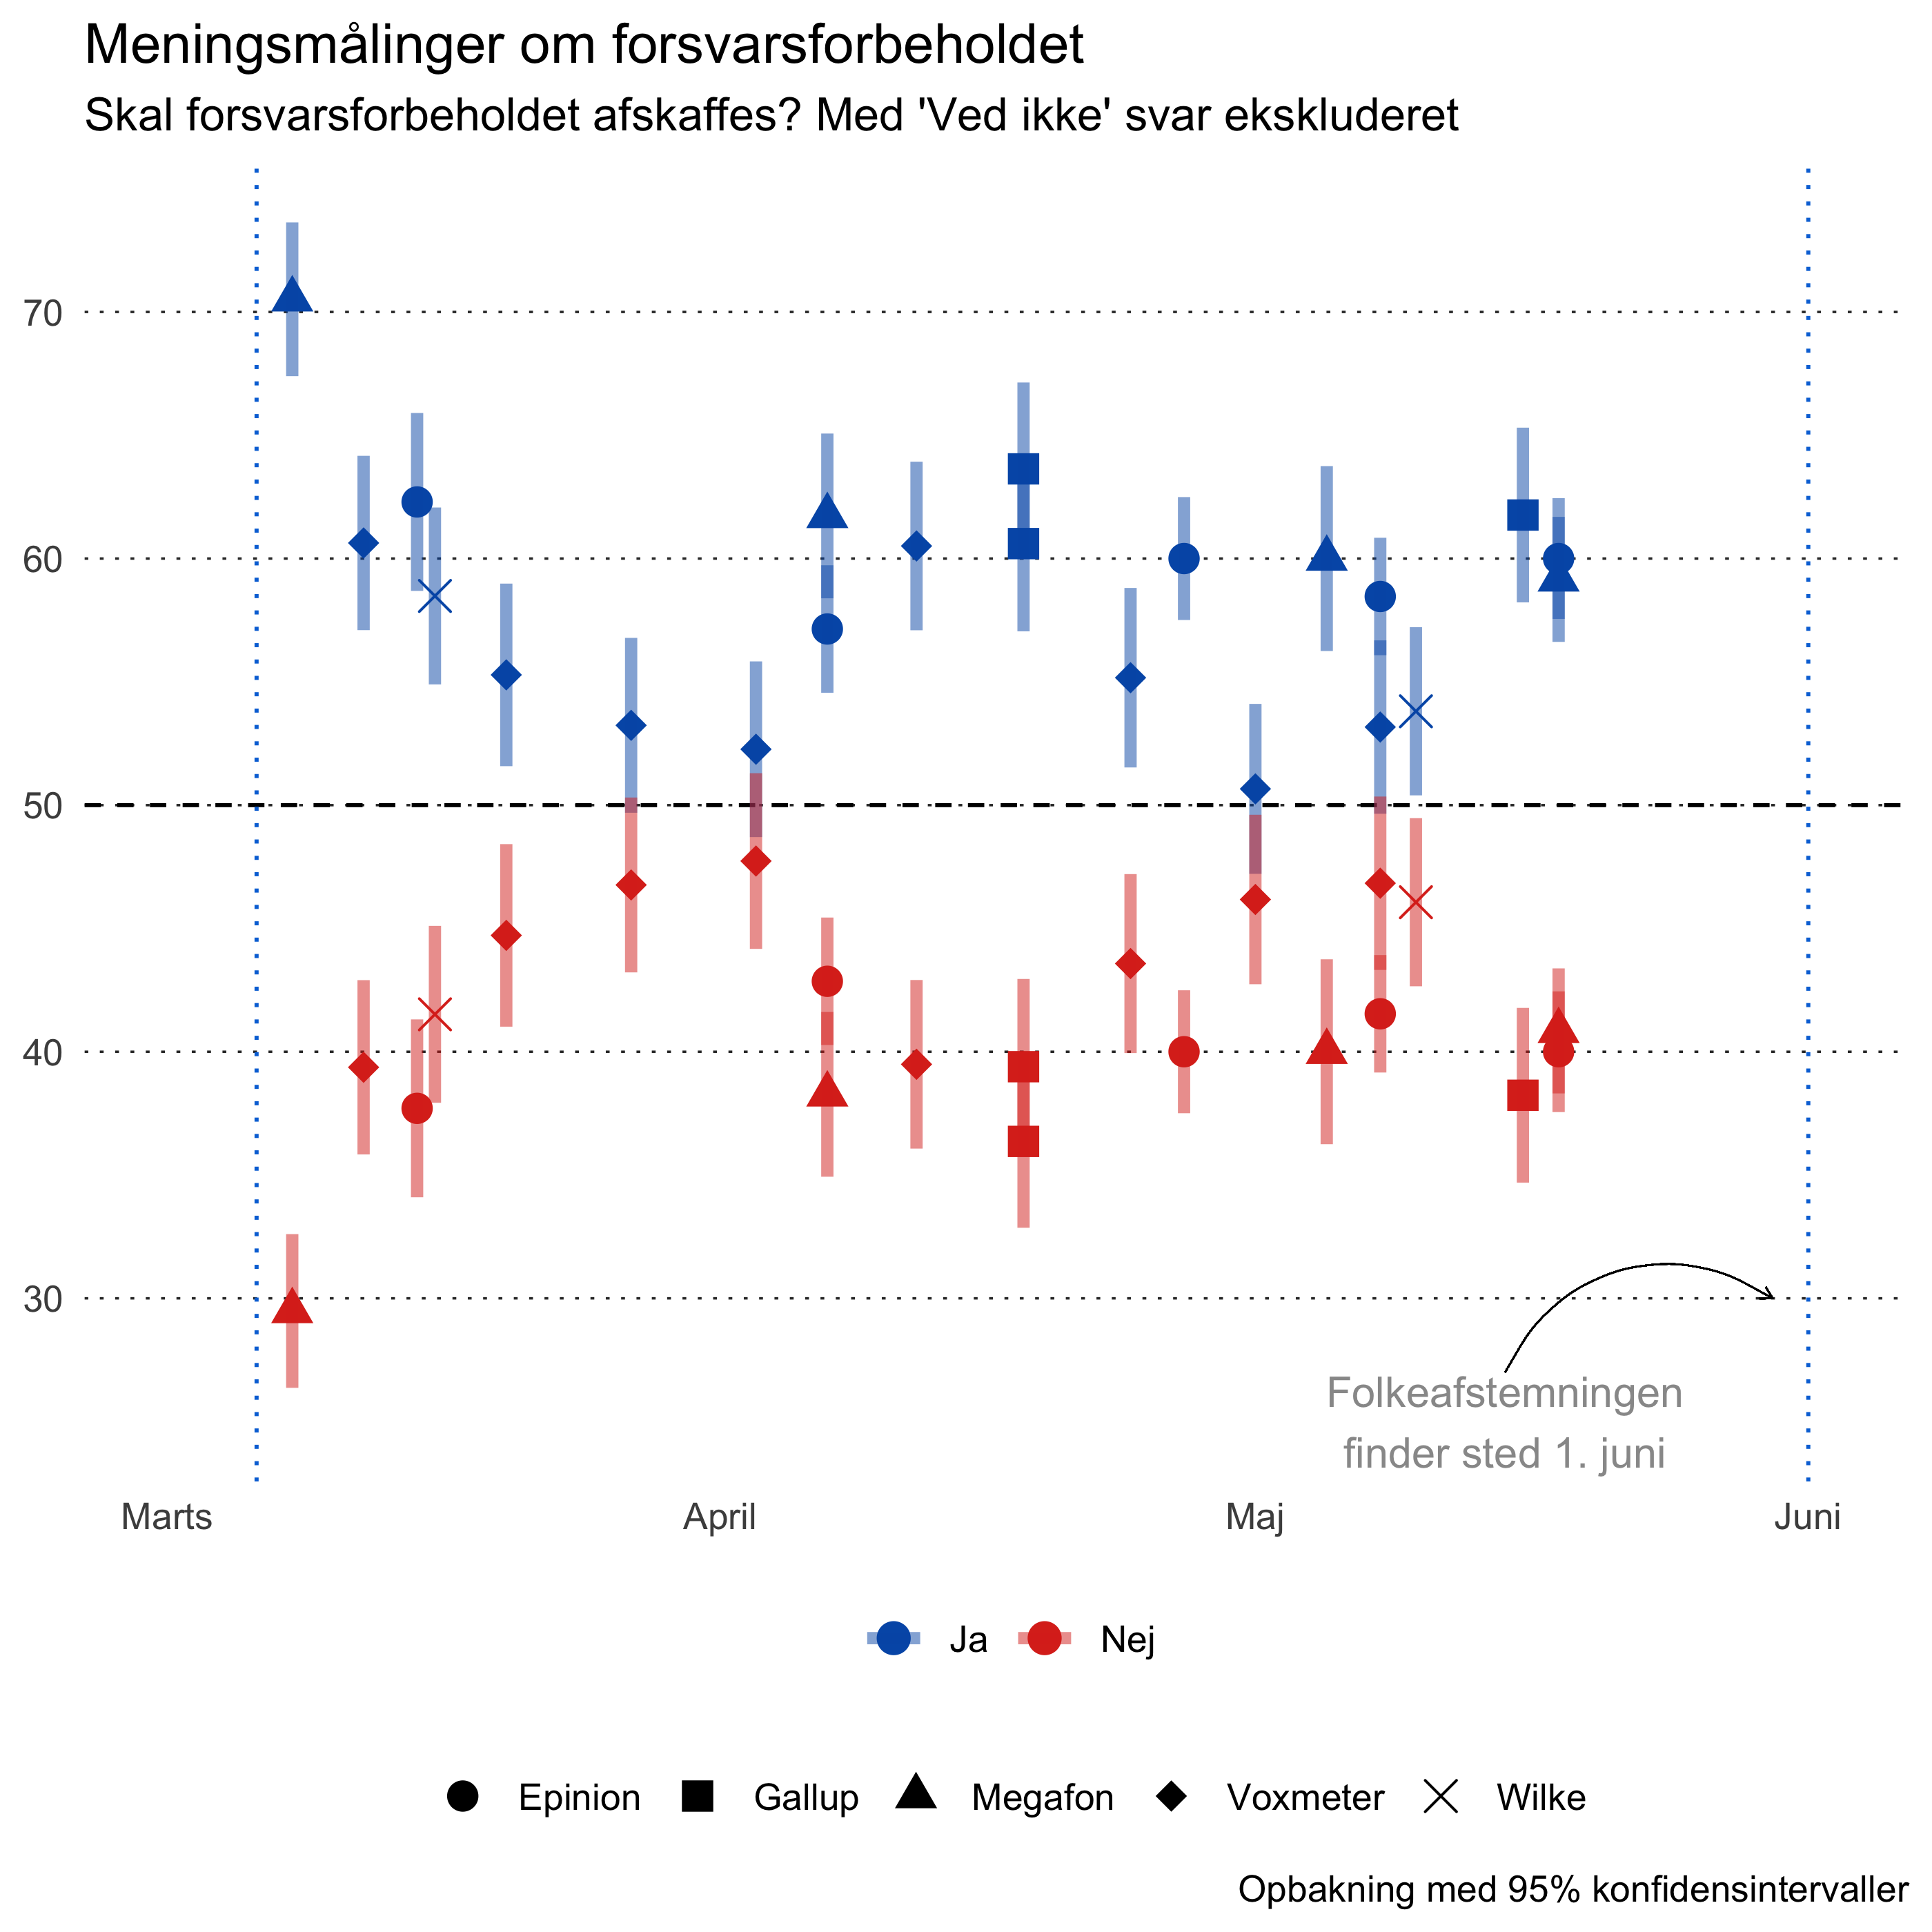 Meningsmålinger om forsvarsforbeholdet
Skal forsvarsforbeholdet afskaffes? Med 'Ved ikke' svar ekskluderet
70
60
50
40
30
Folkeafstemningen
finder sted 1. juni
Marts April Maj Juni
Ja Nej
Epinion Gallup Megafon Voxmeter Wilke
Opbakning med 95% konfidensintervaller